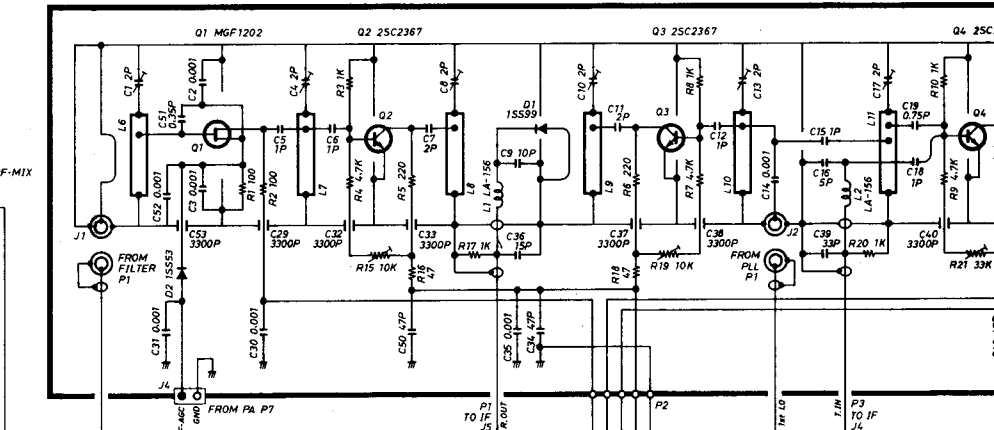 Q1 MGF1202
Q2 2SC2367
Q3 2SC2367
Q4 2SC
C1 2P
C2 0.001
C4 2P
R3 1K
C8 2P
D1
1SS99
C10 2P
R8 1K
C13 2P
C17 2P
R10 1K
L6
C51
0.35P
Q1
C5
1P
C6
1P
Q2
C7
2P
C11
2P
Q3
C12
1P
C15 1P
L11
C19
0.75P
Q4
F-MIX
C52 0.001
C3 0.001
R1 100
R2 100
L7
R4 4.7K
R5 220
L8
C9 10P
L1 LA-156
L9
R6 220
R7 4.7K
L10
C14 0.001
C16
5P
L2
LA-156
C18
1P
R9 4.7K
J1
C53
3300P
C29
3300P
C32
3300P
C33
3300P
R17 1K
C36
15P
C37
3300P
C38
3300P
J2
C39
33P
R20 1K
C40
3300P
FROM
FILTER
P1
D2 1SS53
R15 10K
R16
47
R18
47
R19 10K
FROM
PLL
P1
R21 33K
C31 0.001
C30 0.001
C50 47P
C35 0.001
C34 47P
J4
FROM PA P7
-AGC
GND
P1
TO IF
J5
R.OUT
P2
1st LO
T.IN
P3
TO IF
J4